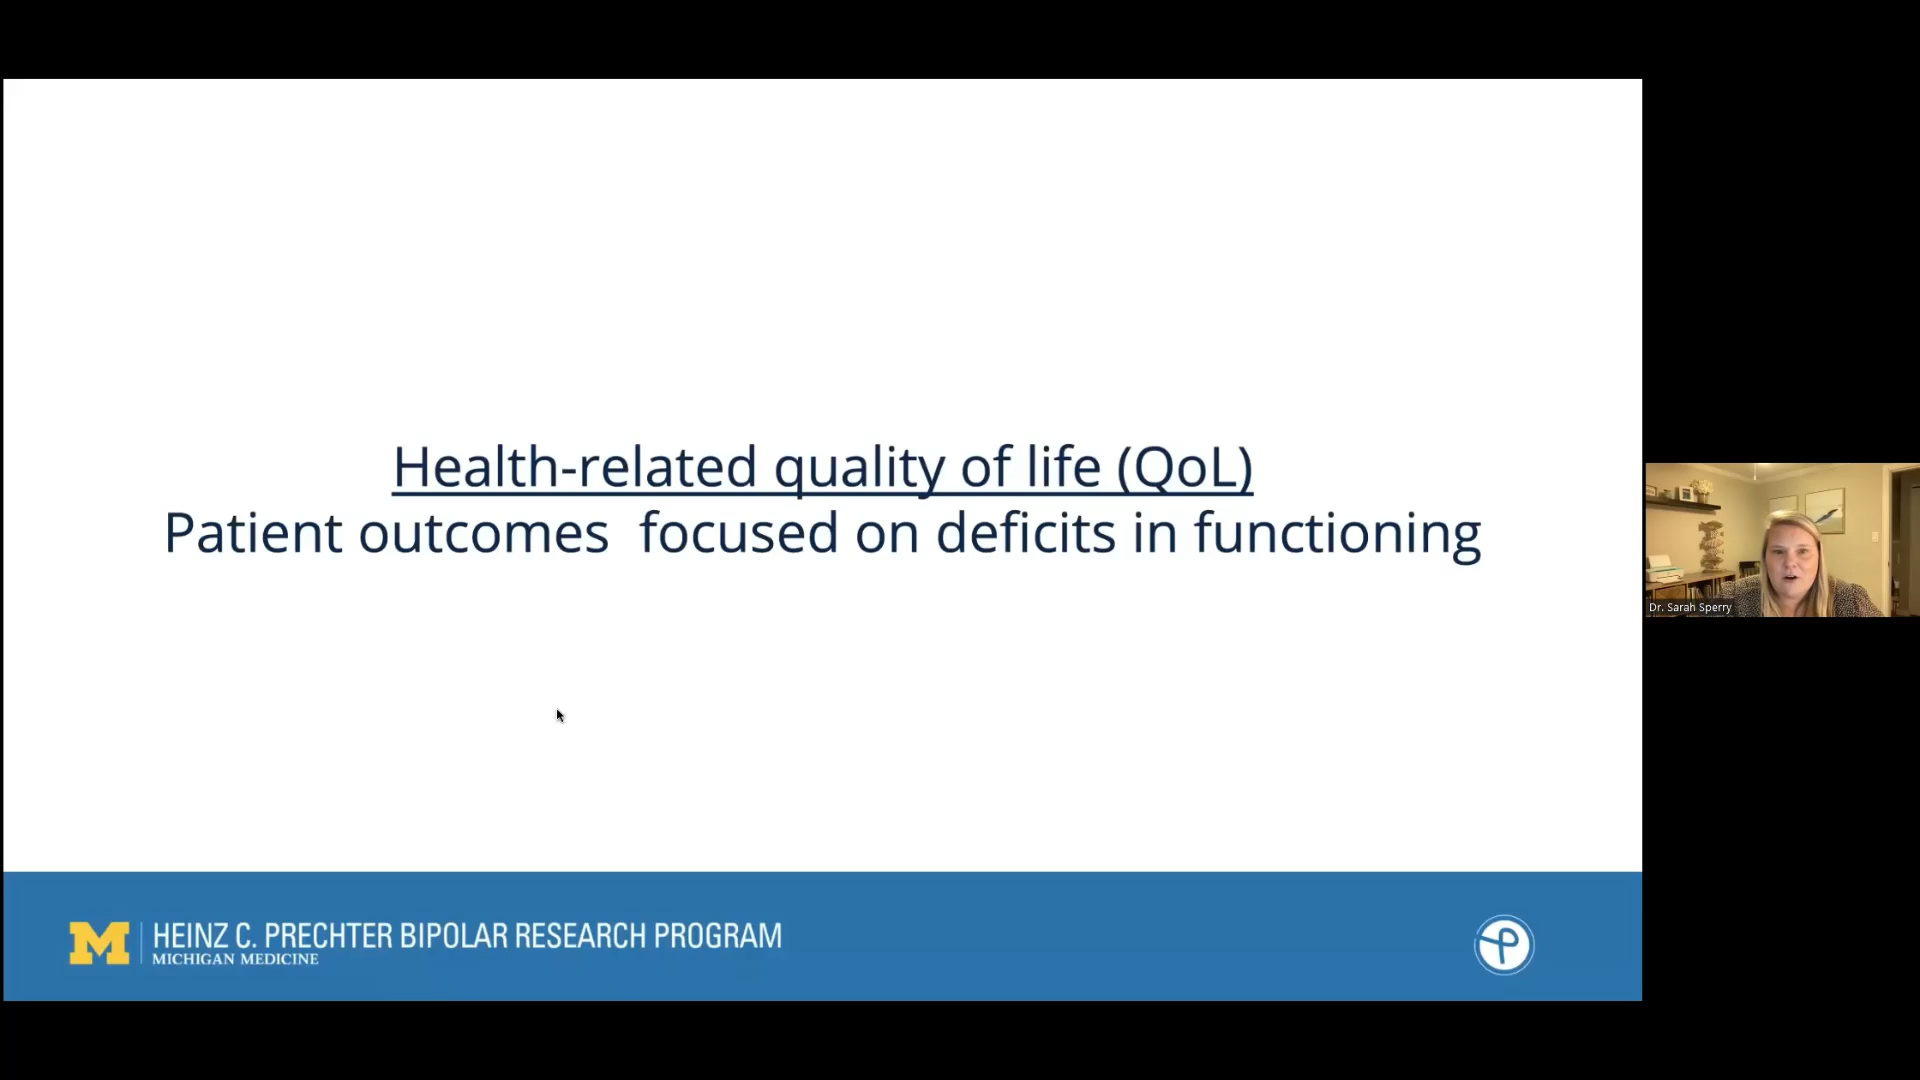 Health-related quality of life (QoL)
Patient outcomes  focused on deficits in functioning
Dr. Sarah Sperry
M
HEINZ C. PRECHTER BIPOLAR RESEARCH PROGRAM
MICHIGAN MEDICINE